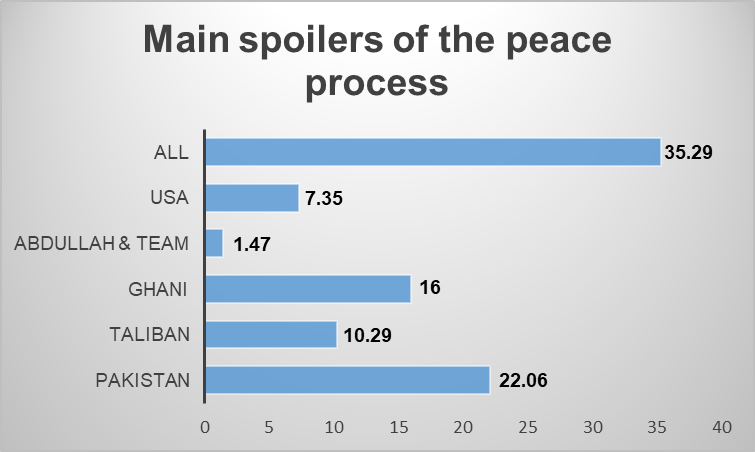 Main spoilers of the peace
process
ALL 35.29
USA 7.35
ABDULLAH & TEAM 1.47
GHANI 16
TALIBAN 10.29
PAKISTAN 22.06
0 5 10 15 20 25 30 35 40